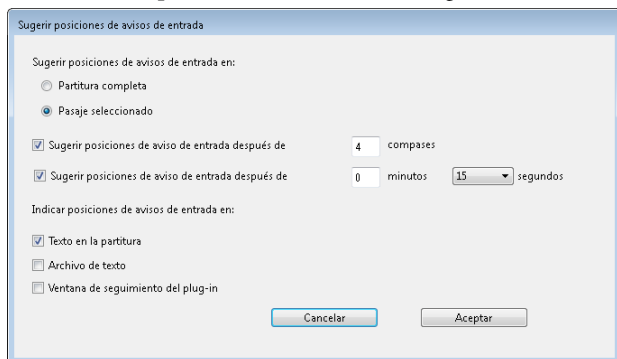 Sugerir posiciones de avisos de entrada
Sugerir posiciones de avisos de entrada en:
Partitura completa
Pasaje seleccionado
Sugerir posiciones de aviso de entrada después de 4 compases
Sugerir posiciones de aviso de entrada después de 0 minutos 15 segundos
Indicar posiciones de avisos de entrada en:
Texto en la partitura
Archivo de texto
Ventana de seguimiento del plug-in
Cancelar Aceptar